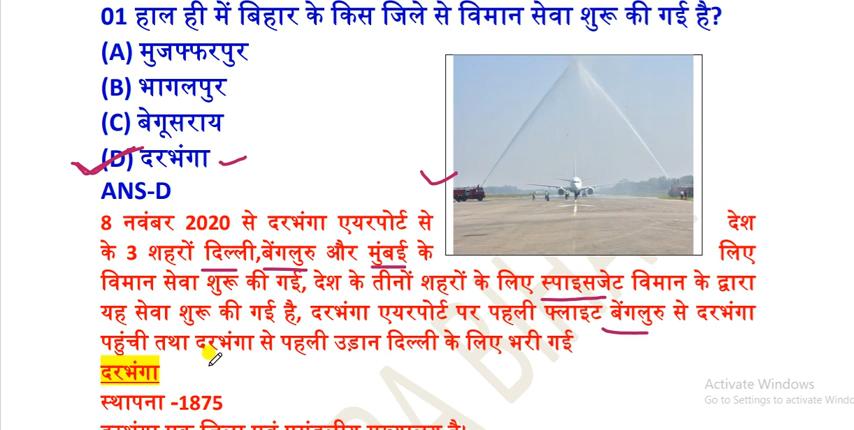 01 हाल ही में बिहार के किस जिले से विमान सेवा शुरू की गई है?
(A) मुजफ्फरपुर
(B) भागलपुर
(C) बेगूसराय
(D) दरभंगा
ANS-D
8 नवंबर 2020 से दरभंगा एयरपोर्ट से देश
के 3 शहरों दिल्ली,बेंगलुरु और मुंबई के लिए
विमान सेवा शुरू की गई, देश के तीनों शहरों के लिए स्पाइसजेट विमान के द्वारा
यह सेवा शुरू की गई है, दरभंगा एयरपोर्ट पर पहली फ्लाइट बेंगलुरु से दरभंगा
पहुंची तथा दरभंगा से पहली उड़ान दिल्ली के लिए भरी गई
दरभंगा
स्थापना -1875
Activate Windows
Go to Settings to activate Windo